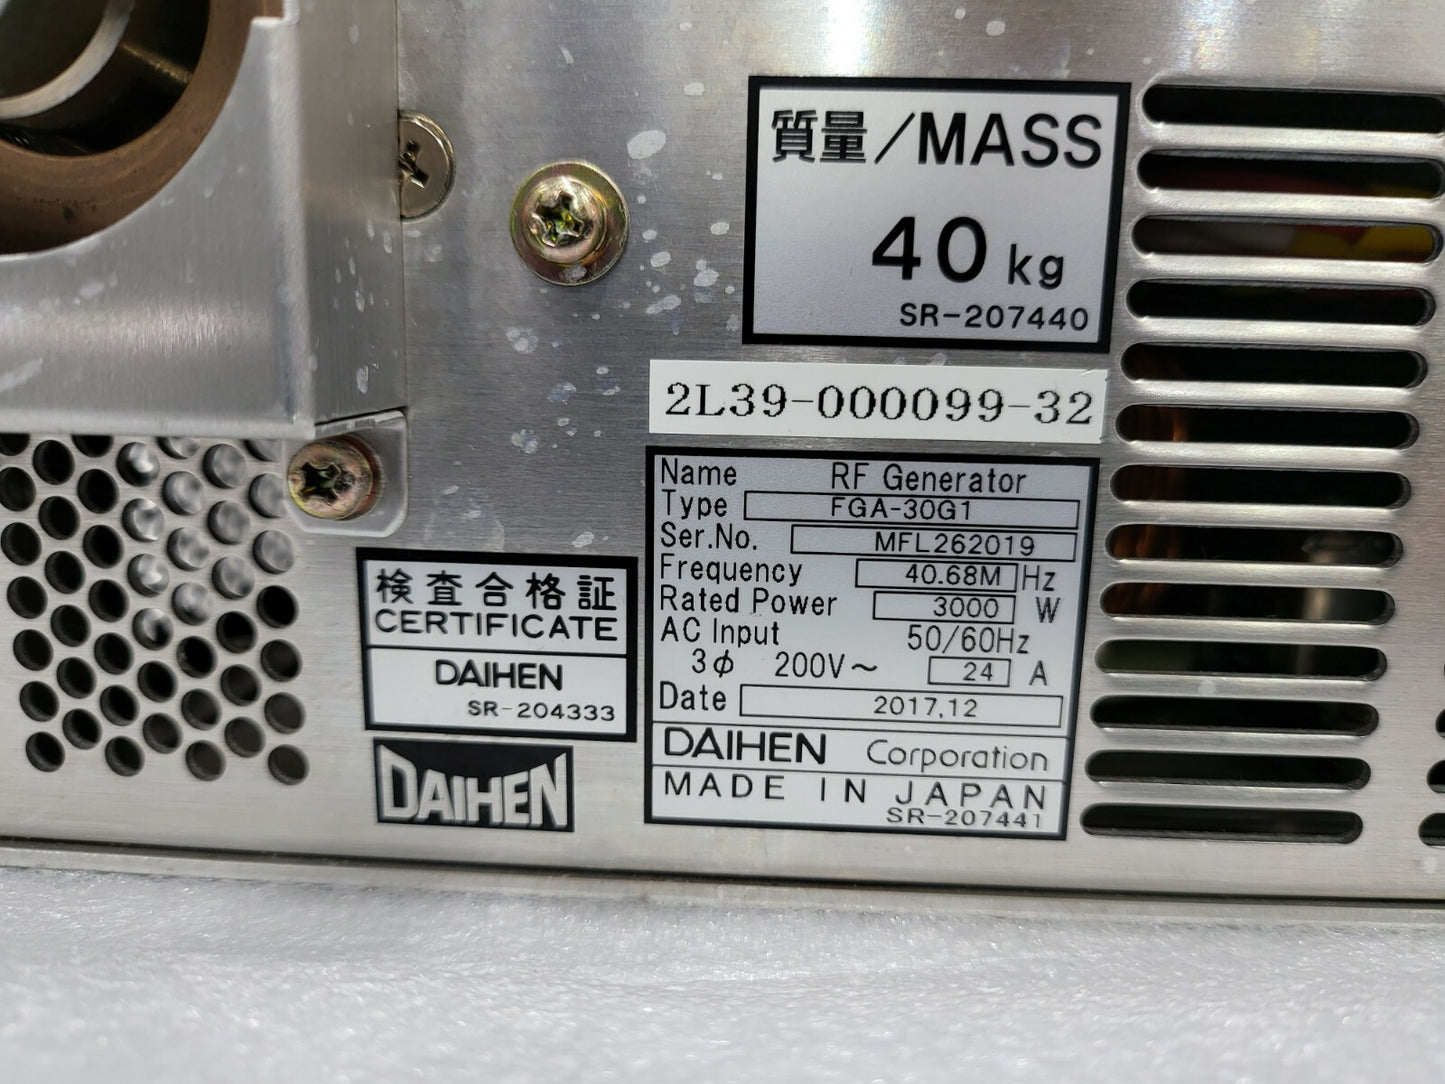 質量/MASS
40 kg
SR-207440
2L39-000099-32
Name RF Generator
Type FGA-30G1
Ser.No. MFL262019
Frequency 40.68M Hz
Rated Power 3000 W
AC Input 50/60Hz
3φ 200V～ 24 A
Date 2017,12
DAIHEN Corporation
MADE IN JAPAN
SR-207441
検査合格証
CERTIFICATE
DAIHEN
SR-204333
DAIHEN